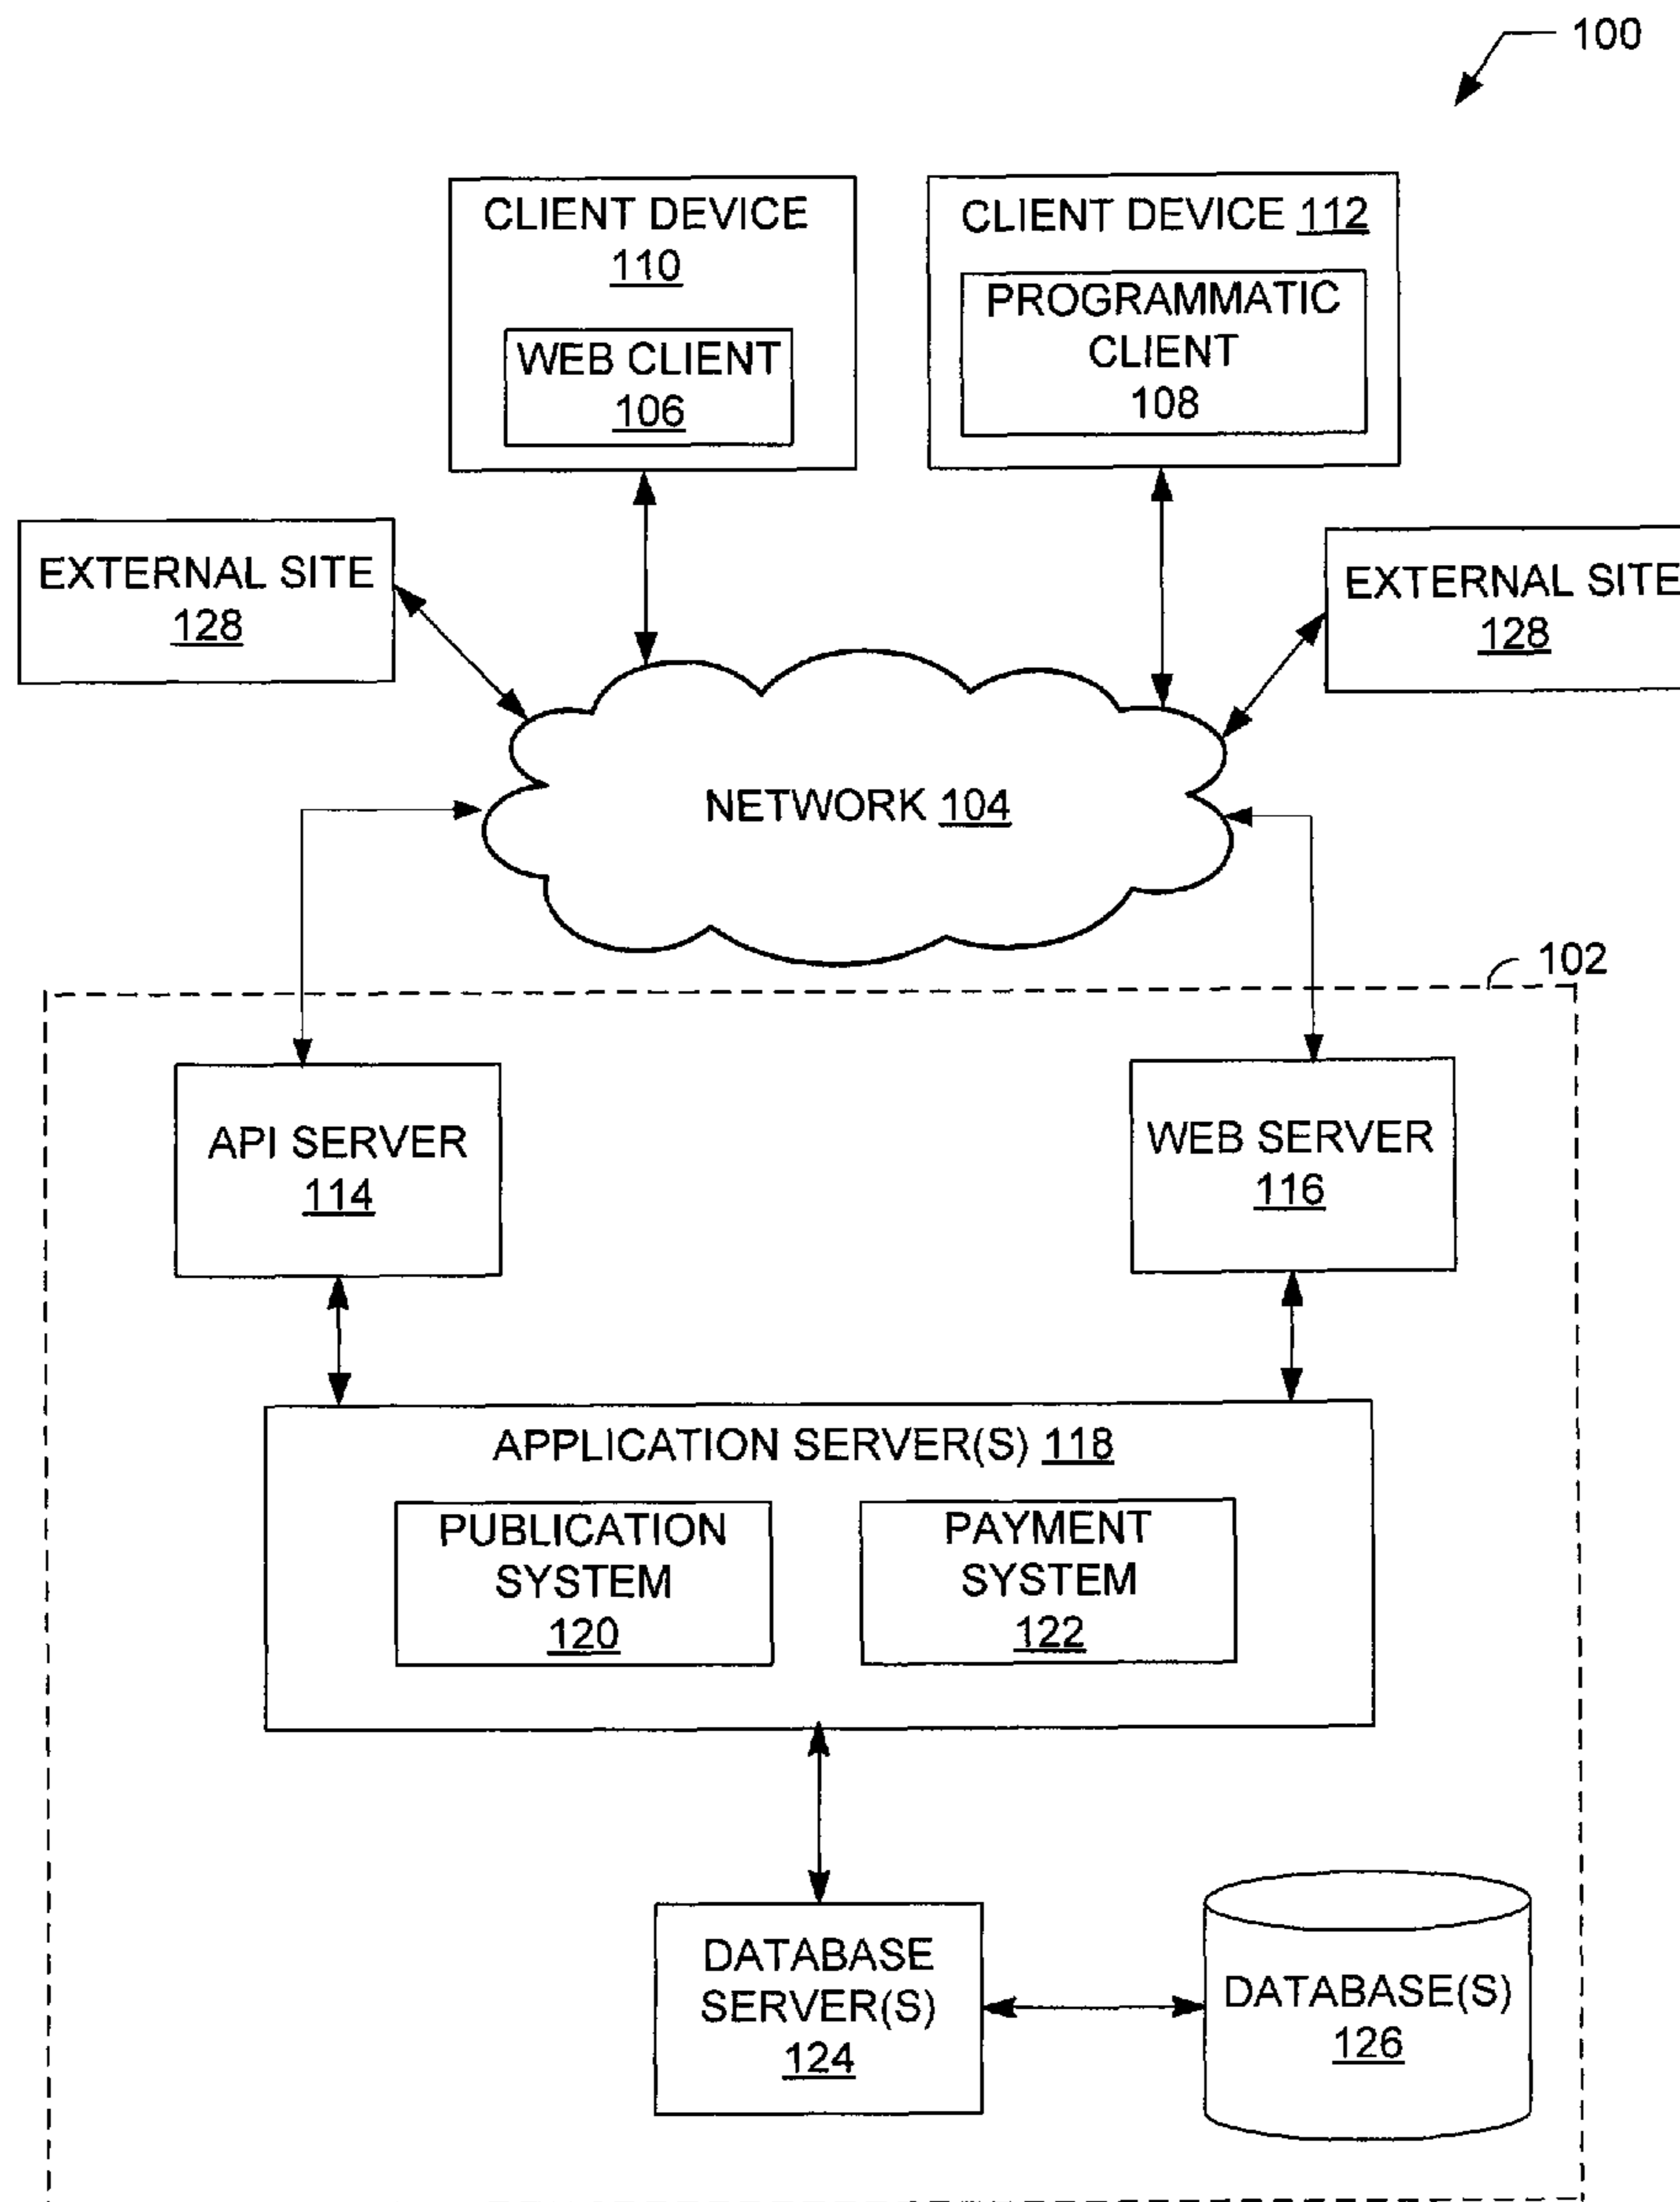 100
CLIENT DEVICE
110
WEB CLIENT
106
CLIENT DEVICE 112
PROGRAMMATIC
CLIENT
108
EXTERNAL SITE
128
EXTERNAL SITE
128
NETWORK 104
102
API SERVER
114
WEB SERVER
116
APPLICATION SERVER(S) 118
PUBLICATION
SYSTEM
120
PAYMENT
SYSTEM
122
DATABASE
SERVER(S)
124
DATABASE(S)
126